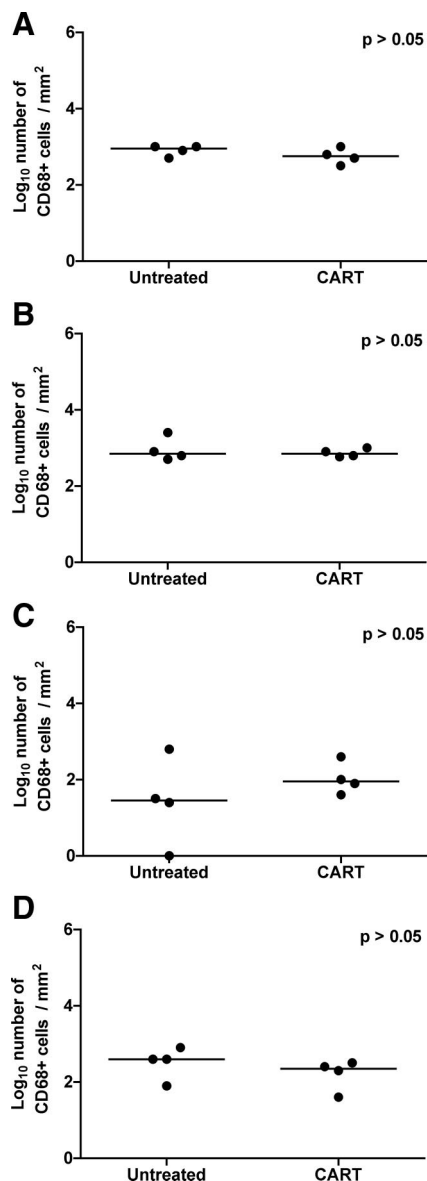 A
p > 0.05
Log₁₀ number of
CD68+ cells / mm²
6
4
2
0
Untreated CART
B
p > 0.05
Log₁₀ number of
CD68+ cells / mm²
6
4
2
0
Untreated CART
C
p > 0.05
Log₁₀ number of
CD68+ cells / mm²
6
4
2
0
Untreated CART
D
p > 0.05
Log₁₀ number of
CD68+ cells / mm²
6
4
2
0
Untreated CART